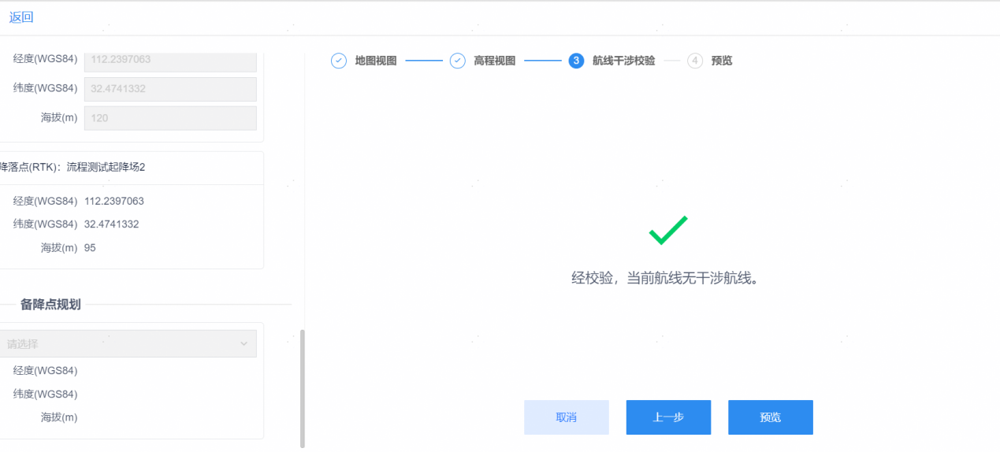 返回
地图视图
高程视图
3 航线干涉校验
4 预览
经度(WGS84) 112.2397063
纬度(WGS84) 32.4741332
海拔(m) 120
降落点(RTK)：流程测试起降场2
经度(WGS84) 112.2397063
纬度(WGS84) 32.4741332
海拔(m) 95
备降点规划
请选择
经度(WGS84)
纬度(WGS84)
海拔(m)
经校验，当前航线无干涉航线。
取消
上一步
预览